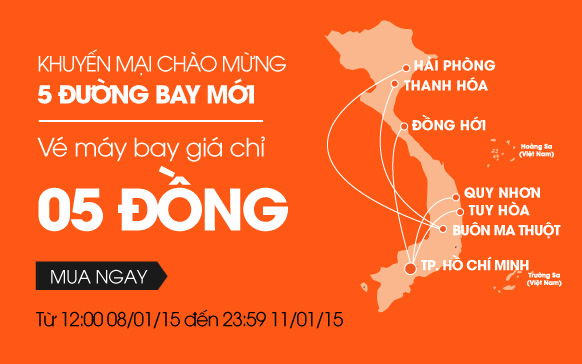 KHUYẾN MẠI CHÀO MỪNG
5 ĐƯỜNG BAY MỚI
Vé máy bay giá chỉ
05 ĐỒNG
MUA NGAY
Từ 12:00 08/01/15 đến 23:59 11/01/15
HẢI PHÒNG
THANH HÓA
ĐỒNG HỚI
Hoàng Sa
(Việt Nam)
QUY NHƠN
TUY HÒA
BUÔN MA THUỘT
TP. HỒ CHÍ MINH
Trường Sa
(Việt Nam)